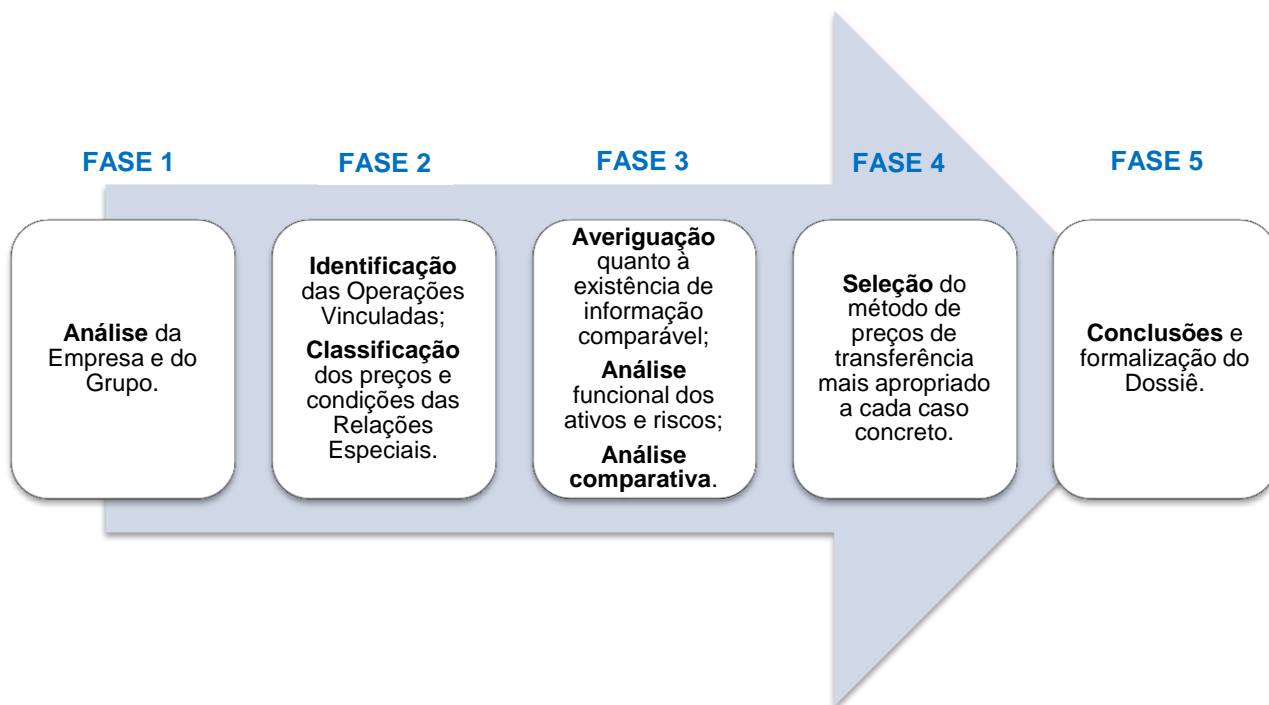 FASE 1
Análise da
Empresa e do
Grupo.
FASE 2
Identificação
das Operações
Vinculadas;
Classificação
dos preços e
condições das
Relações
Especiais.
FASE 3
Averiguação
quanto à
existência de
informação
comparável;
Análise
funcional dos
ativos e riscos;
Análise
comparativa.
FASE 4
Seleção do
método de
preços de
transferência
mais apropriado
a cada caso
concreto.
FASE 5
Conclusões e
formalização do
Dossiê.